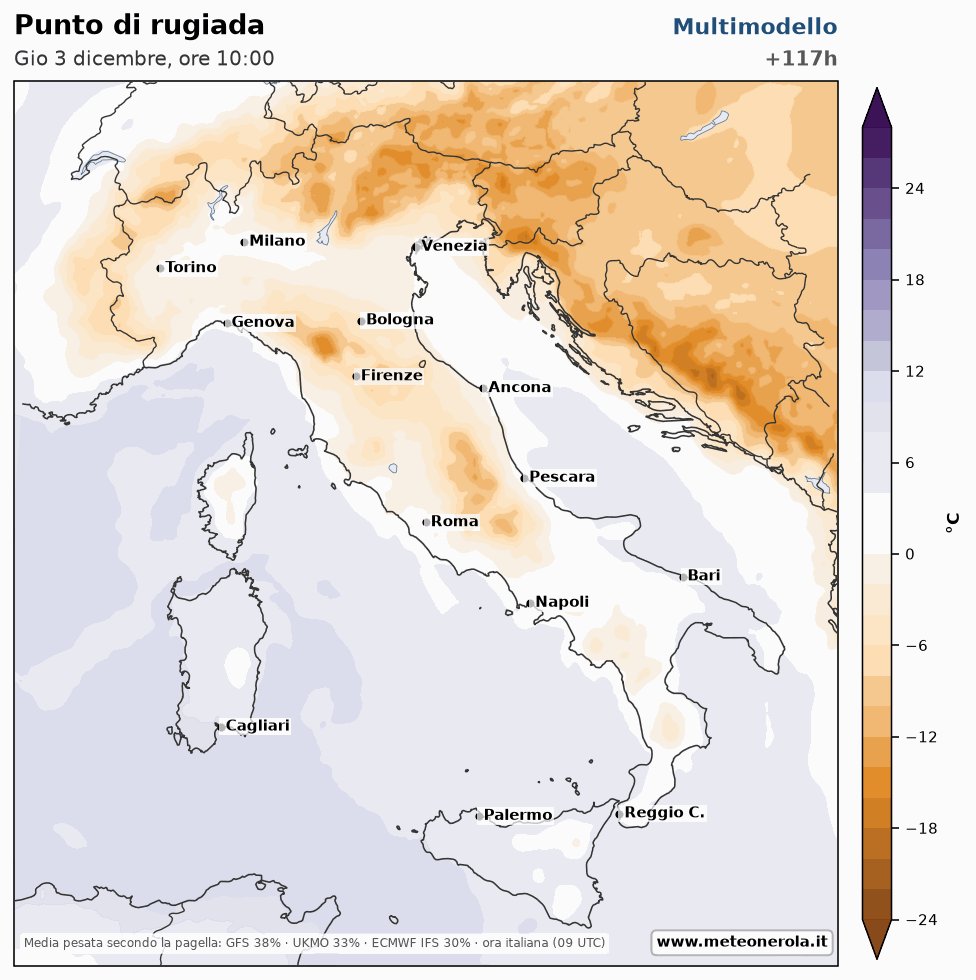 Punto di rugiada
Multimodello
Gio 3 dicembre, ore 10:00
+117h
Milano
Venezia
Torino
Genova
Bologna
Firenze
Ancona
Pescara
Roma
Bari
Napoli
Cagliari
Palermo
Reggio C.
24
18
12
6
0
−6
−12
−18
−24
°C
Media pesata secondo la pagella: GFS 38% · UKMO 33% · ECMWF IFS 30% · ora italiana (09 UTC)
www.meteonerola.it